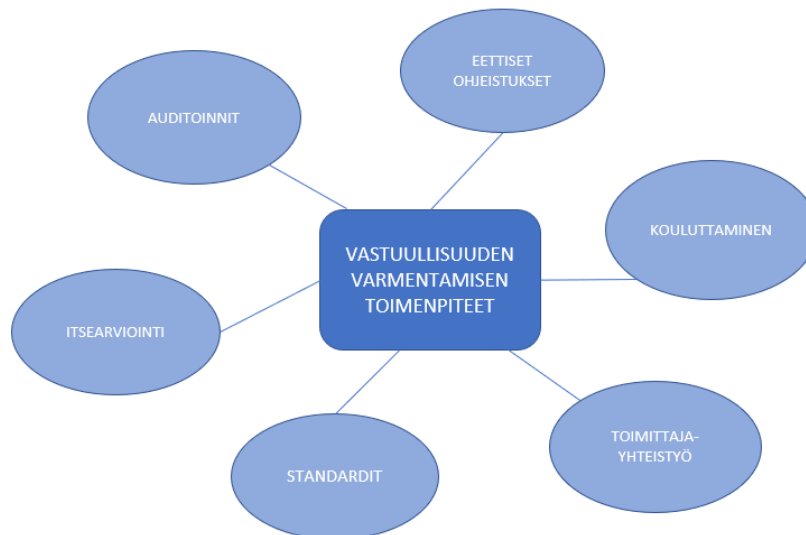 EETTISET
OHJEISTUKSET
AUDITOINNIT
KOULUTTAMINEN
VASTUULLISUUDEN
VARMENTAMISEN
TOIMENPITEET
ITSEARVIOINTI
TOIMITTAJA-
YHTEISTYÖ
STANDARDIT